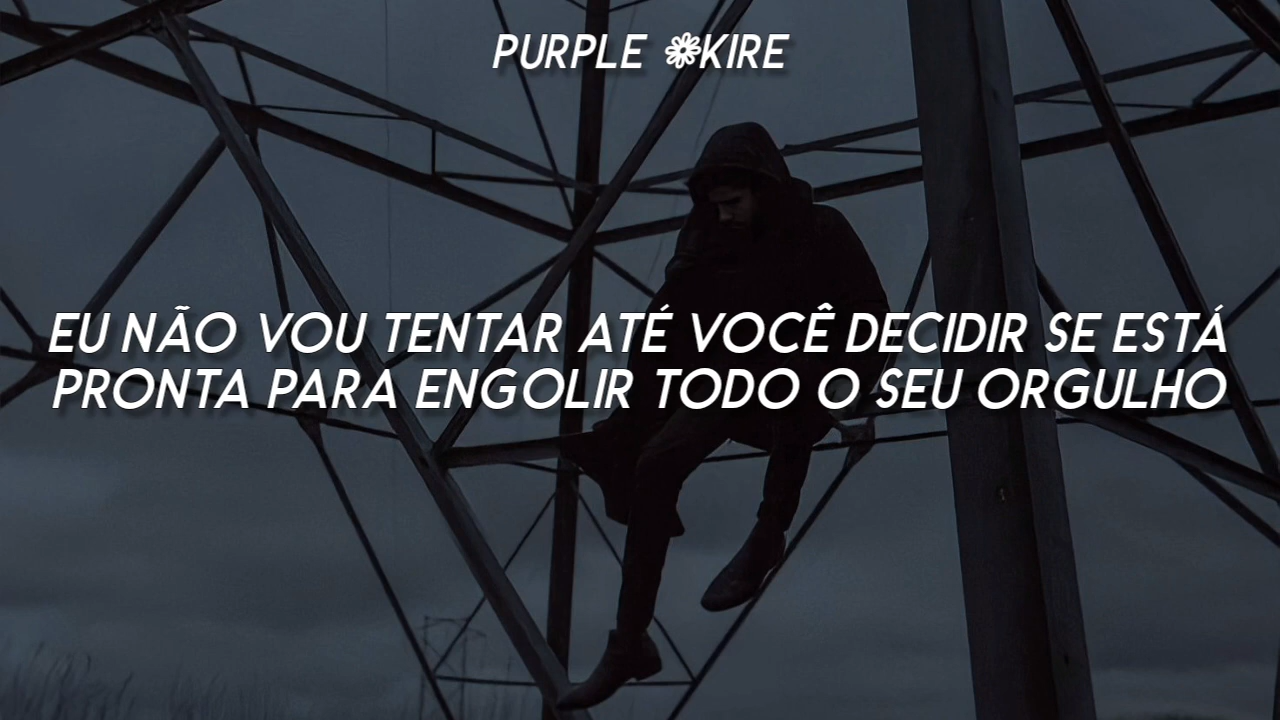 PURPLE ❁KIRE
EU NÃO VOU TENTAR ATÉ VOCÊ DECIDIR SE ESTÁ
PRONTA PARA ENGOLIR TODO O SEU ORGULHO